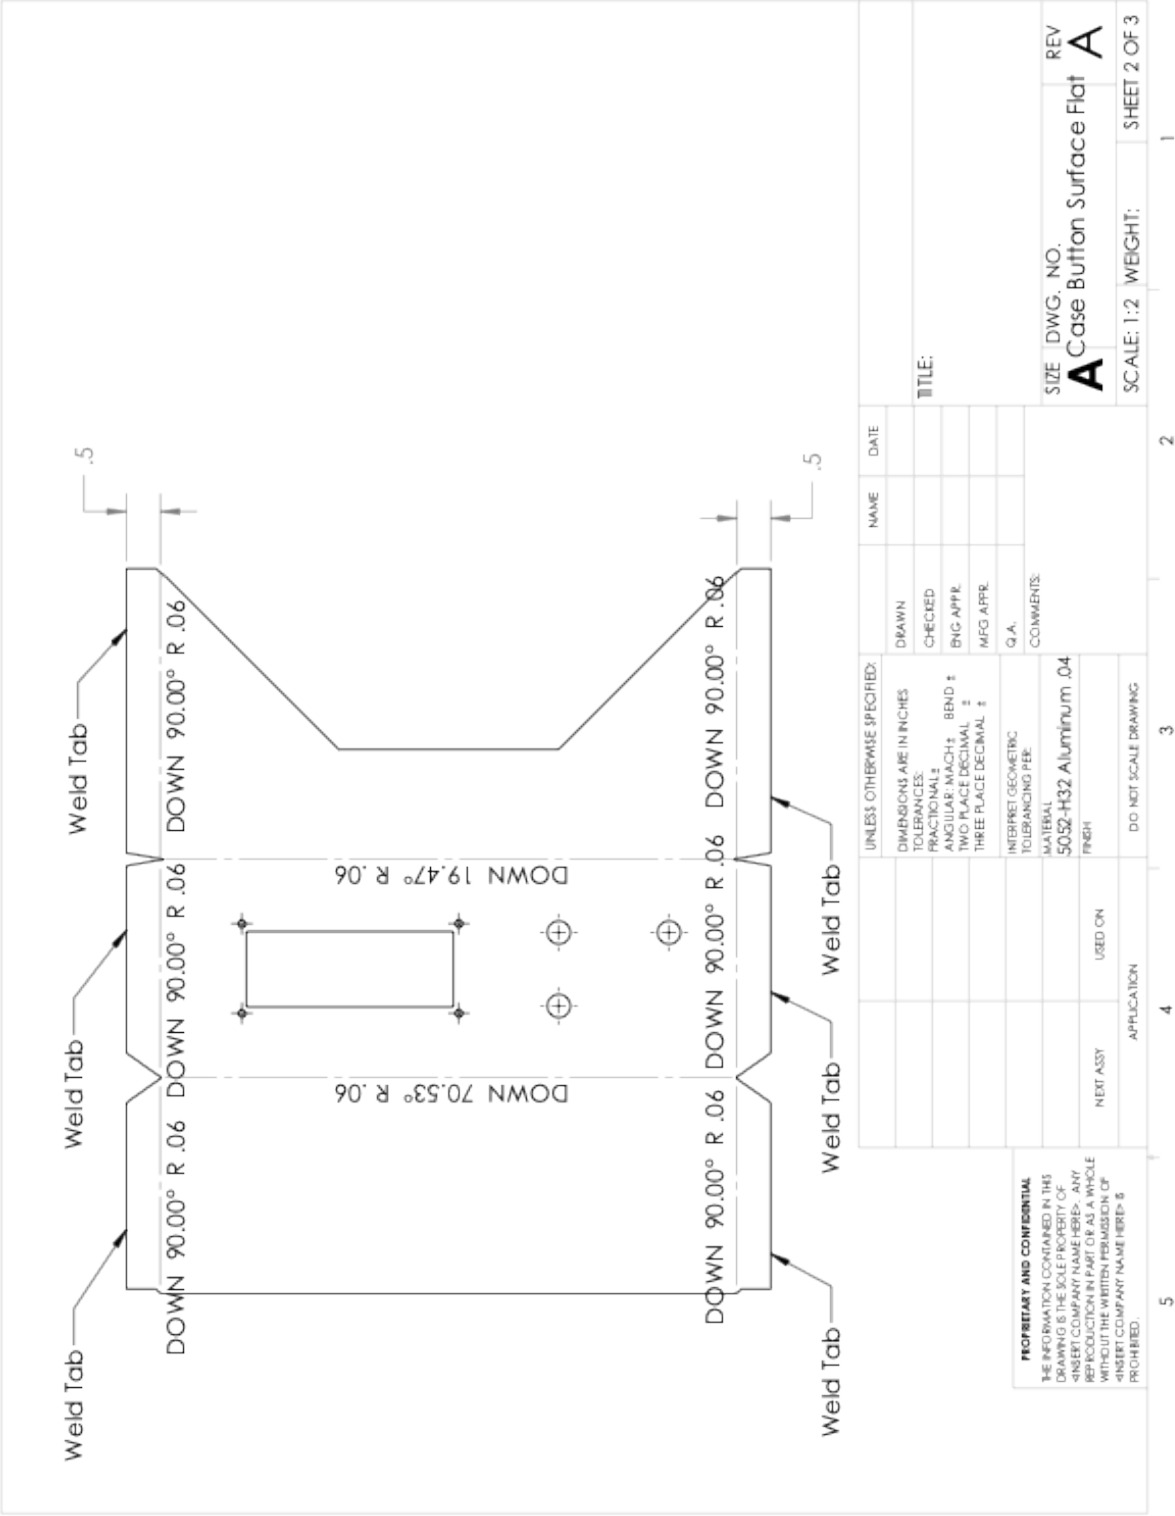 .5
.5
Weld Tab
Weld Tab
Weld Tab
DOWN 90.00° R .06
DOWN 90.00° R .06
DOWN 90.00° R .06
DOWN 70.53° R .06
DOWN 19.47° R .06
DOWN 90.00° R .06
DOWN 90.00° R .06
DOWN 90.00° R .06
Weld Tab
Weld Tab
Weld Tab
PROPRIETARY AND CONFIDENTIAL
THE INFORMATION CONTAINED IN THIS
DRAWING IS THE SOLE PROPERTY OF
<INSERT COMPANY NAME HERE>. ANY
REPRODUCTION IN PART OR AS A WHOLE
WITHOUT THE WRITTEN PERMISSION OF
<INSERT COMPANY NAME HERE> IS
PROHIBITED.
NEXT ASSY
USED ON
APPLICATION
UNLESS OTHERWISE SPECIFIED:
DIMENSIONS ARE IN INCHES
TOLERANCES:
FRACTIONAL±
ANGULAR: MACH± BEND ±
TWO PLACE DECIMAL ±
THREE PLACE DECIMAL ±
INTERPRET GEOMETRIC
TOLERANCING PER:
MATERIAL
5052-H32 Aluminum .04
FINISH
DO NOT SCALE DRAWING
NAME
DATE
DRAWN
CHECKED
ENG APPR.
MFG APPR.
Q.A.
COMMENTS:
TITLE:
SIZE
DWG. NO.
REV
A
Case Button Surface Flat
A
SCALE: 1:2
WEIGHT:
SHEET 2 OF 3
5
4
3
2
1